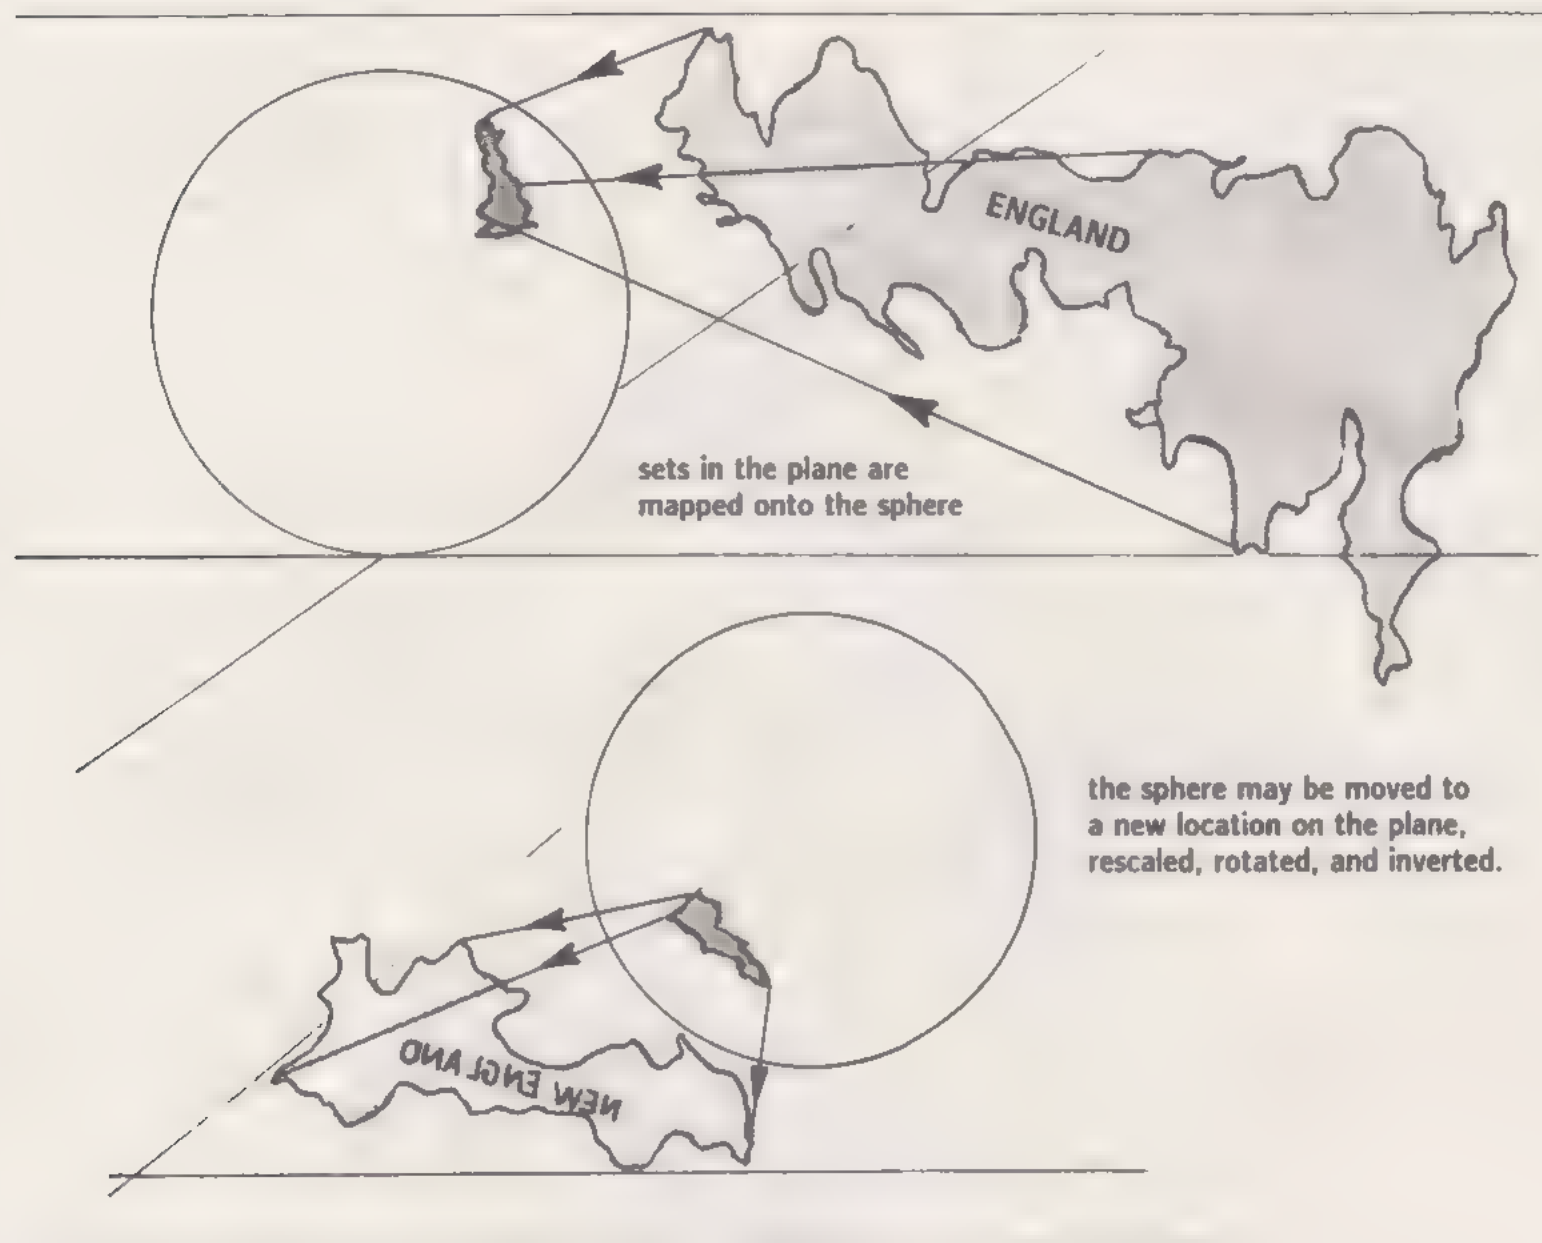 ENGLAND
sets in the plane are
mapped onto the sphere
the sphere may be moved to
a new location on the plane,
rescaled, rotated, and inverted.
NEW ENGLAND